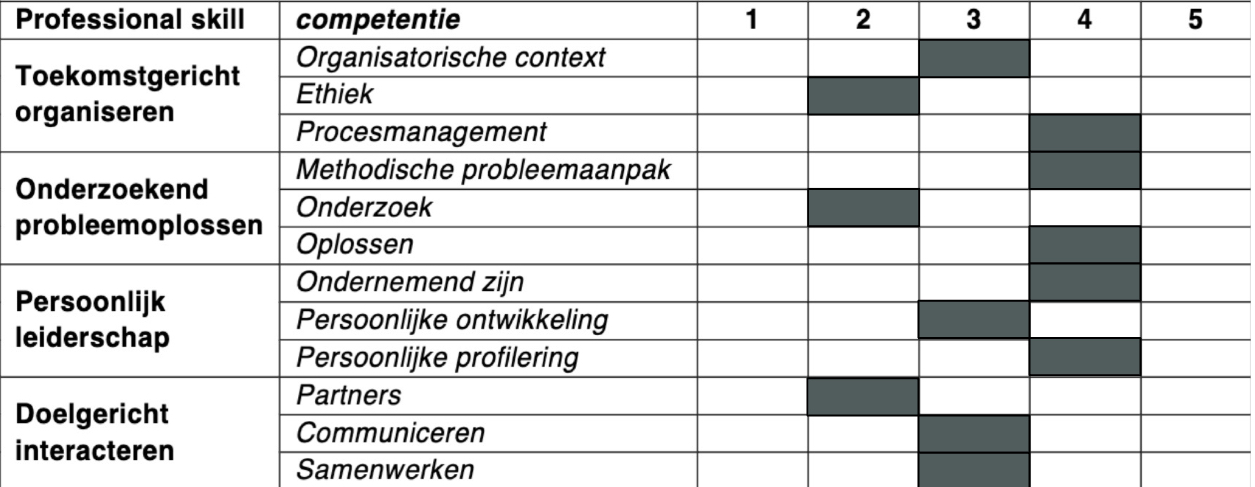 Professional skill competentie 1 2 3 4 5
Toekomstgericht organiseren
Organisatorische context
Ethiek
Procesmanagement
Onderzoekend probleemoplossen
Methodische probleemaanpak
Onderzoek
Oplossen
Persoonlijk leiderschap
Ondernemend zijn
Persoonlijke ontwikkeling
Persoonlijke profilering
Doelgericht interacteren
Partners
Communiceren
Samenwerken